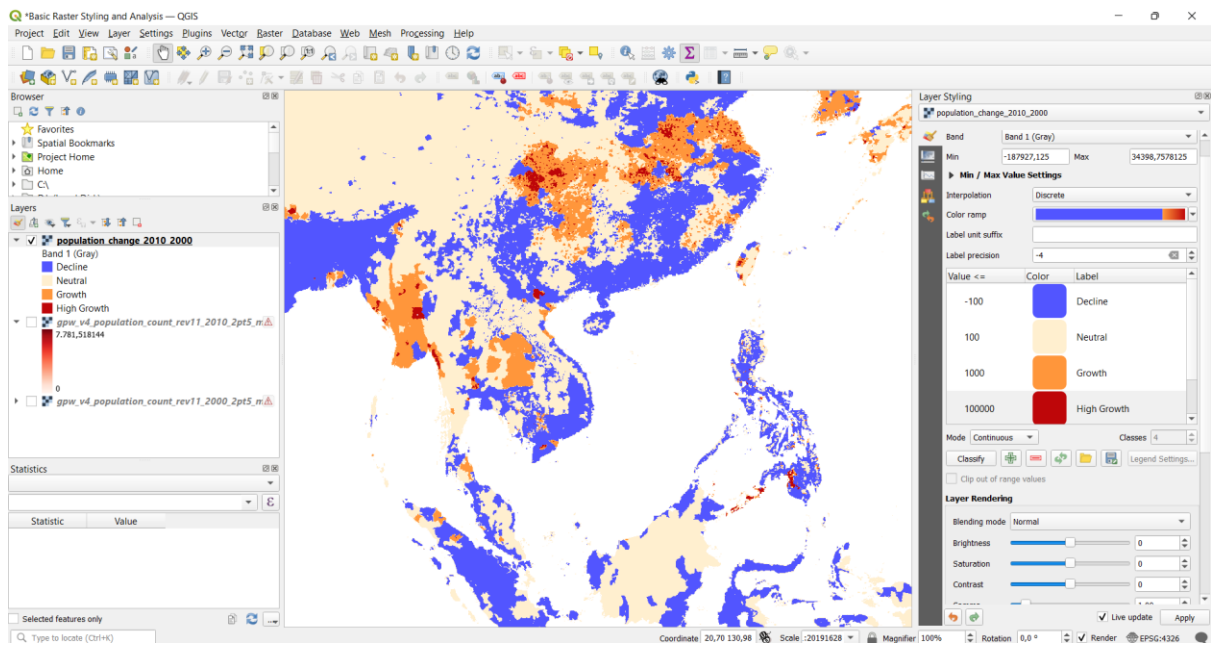 *Basic Raster Styling and Analysis — QGIS
Project Edit View Layer Settings Plugins Vector Raster Database Web Mesh Processing Help
Browser
Favorites
Spatial Bookmarks
Project Home
Home
C:\
Layers
population_change_2010_2000
Band 1 (Gray)
Decline
Neutral
Growth
High Growth
gpw_v4_population_count_rev11_2010_2pt5_m
7.781,518144
0
gpw_v4_population_count_rev11_2000_2pt5_m
Statistics
Statistic Value
Selected features only
Type to locate (Ctrl+K)
Layer Styling
population_change_2010_2000
Band Band 1 (Gray)
Min -187927,125 Max 34398,7578125
Min / Max Value Settings
Interpolation Discrete
Color ramp
Label unit suffix
Label precision -4
Value <= Color Label
-100 Decline
100 Neutral
1000 Growth
100000 High Growth
Mode Continuous Classes 4
Classify Legend Settings...
Clip out of range values
Layer Rendering
Blending mode Normal
Brightness 0
Saturation 0
Contrast 0
Live update Apply
Coordinate 20,70 130,98 Scale :20191628 Magnifier 100% Rotation 0,0 ° Render EPSG:4326